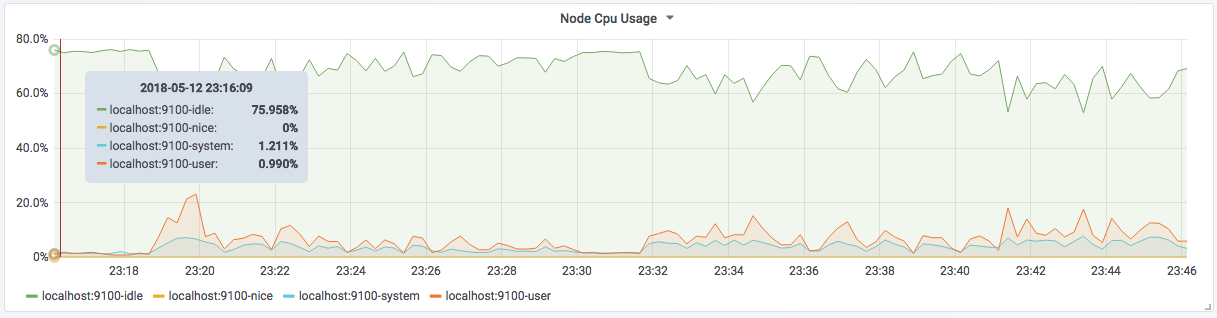 Node Cpu Usage
80.0%
60.0%
40.0%
20.0%
0%
2018-05-12 23:16:09
localhost:9100-idle: 75.958%
localhost:9100-nice: 0%
localhost:9100-system: 1.211%
localhost:9100-user: 0.990%
23:18 23:20 23:22 23:24 23:26 23:28 23:30 23:32 23:34 23:36 23:38 23:40 23:42 23:44 23:46
localhost:9100-idle localhost:9100-nice localhost:9100-system localhost:9100-user